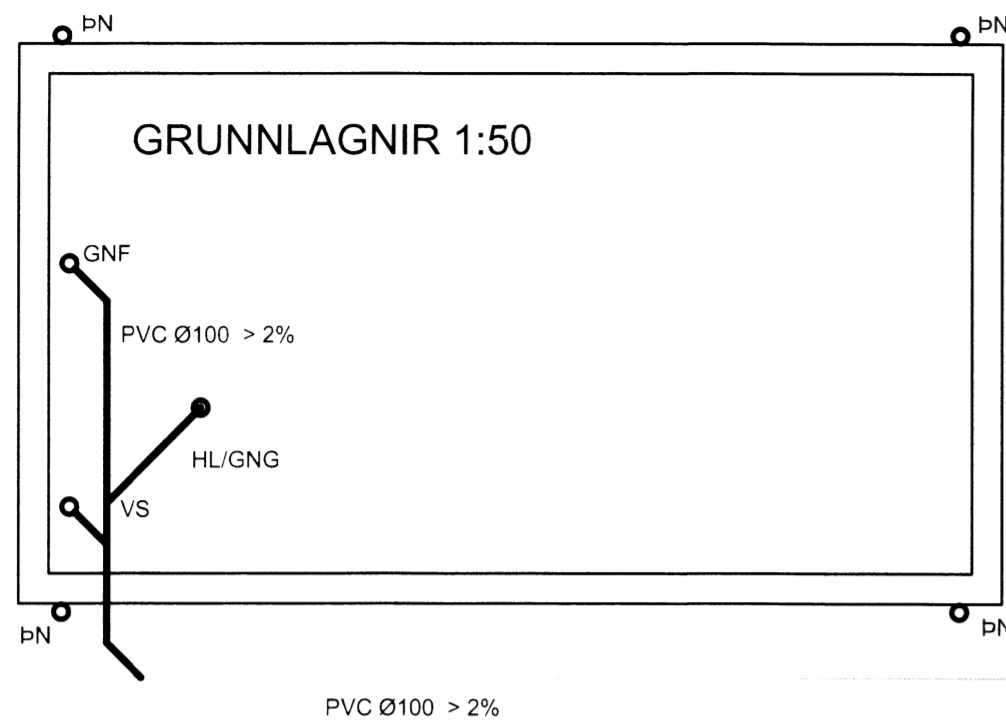 ÞN
ÞN
GRUNNLAGNIR 1:50
GNF
PVC Ø100 > 2%
HL/GNG
VS
ÞN
ÞN
PVC Ø100 > 2%